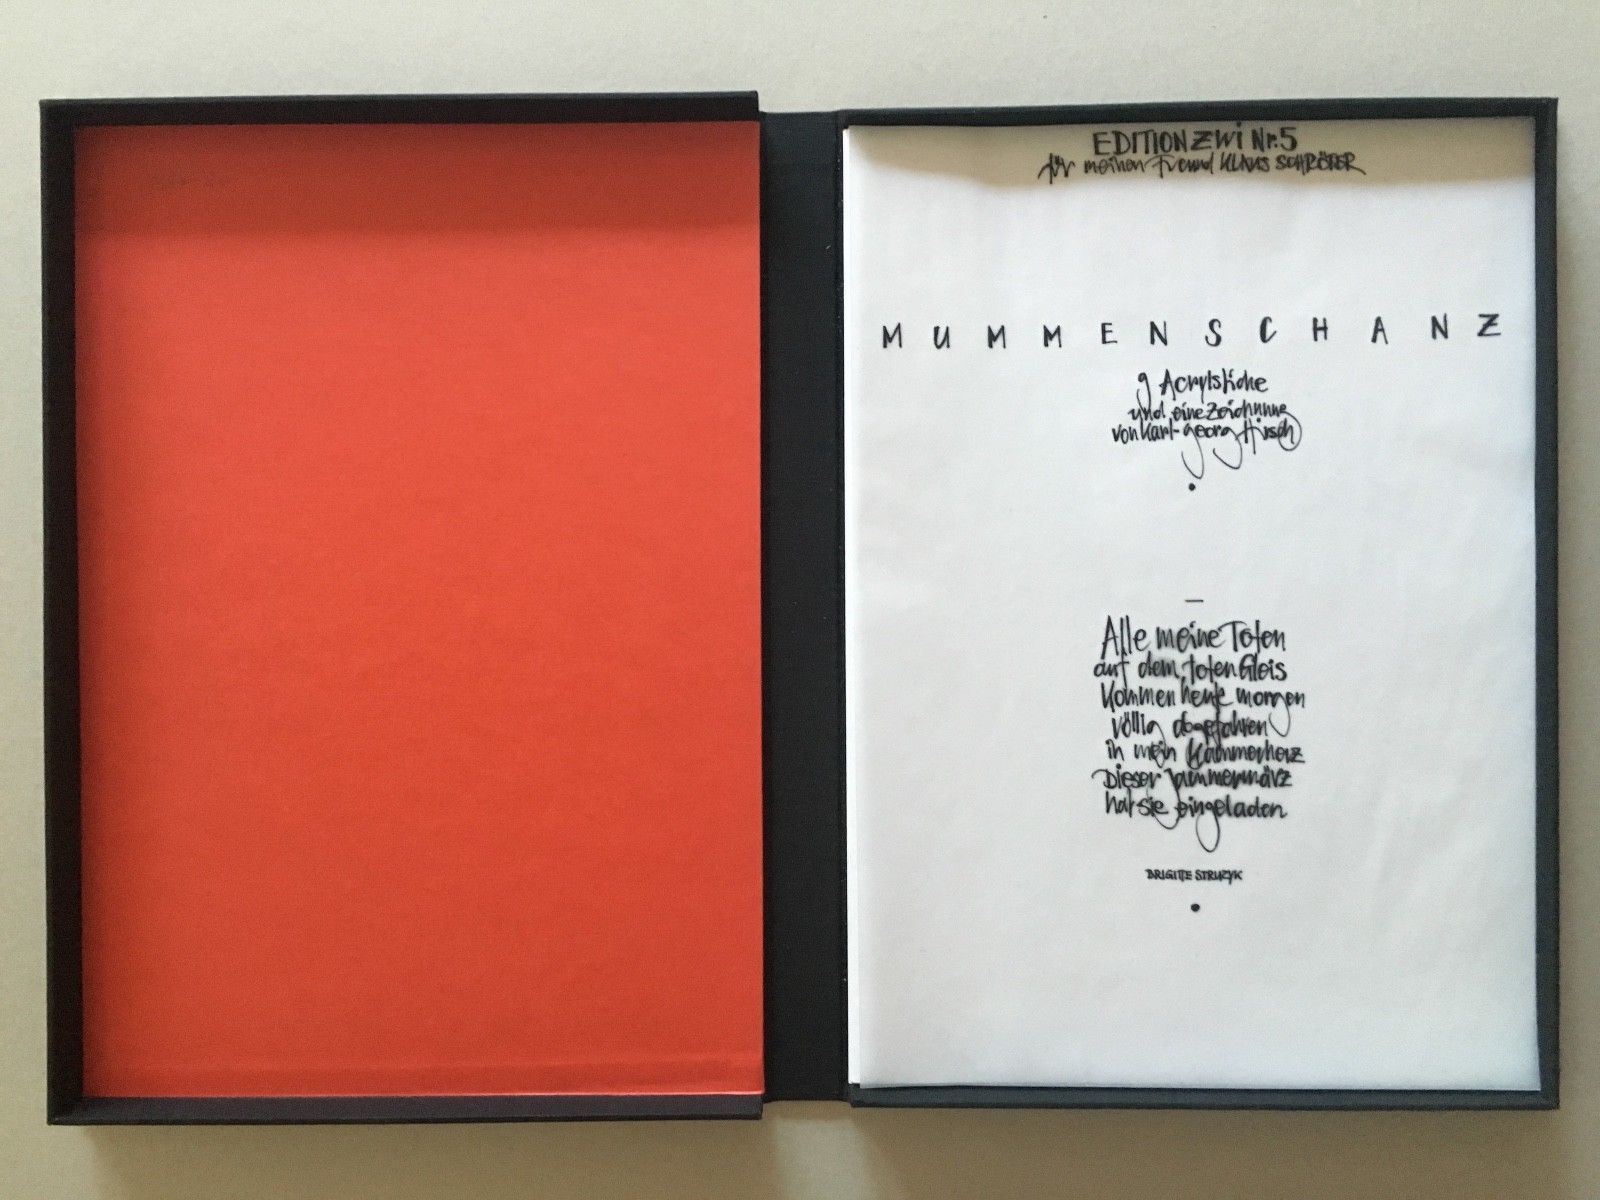 EDITION ZWI Nr. 5
für meinen Freund KLAUS SCHRÖTER
MUMMENSCHANZ
9 Acrylstiche
und eine Zeichnung
von Karl-Georg Hirsch
Alle meine Toten
auf dem toten Gleis
Kommen heute morgen
völlig abgefahren
in mein Kammerherz
Dieser Jammermärz
hat sie eingeladen
BRIGITTE STRUZYK